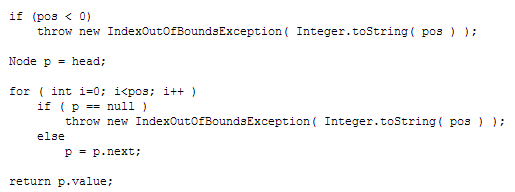 if (pos < 0)
    throw new IndexOutOfBoundsException( Integer.toString( pos ) );
Node p = head;
for ( int i=0; i<pos; i++ )
    if ( p == null )
        throw new IndexOutOfBoundsException( Integer.toString( pos ) );
    else
        p = p.next;
return p.value;